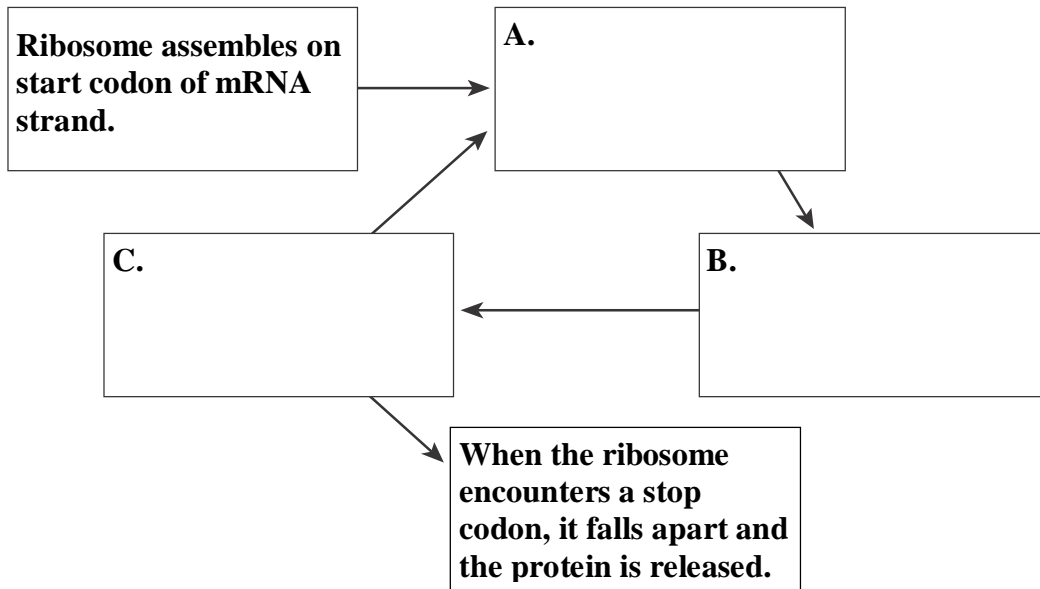 Ribosome assembles on
start codon of mRNA
strand.
A.
B.
C.
When the ribosome
encounters a stop
codon, it falls apart and
the protein is released.